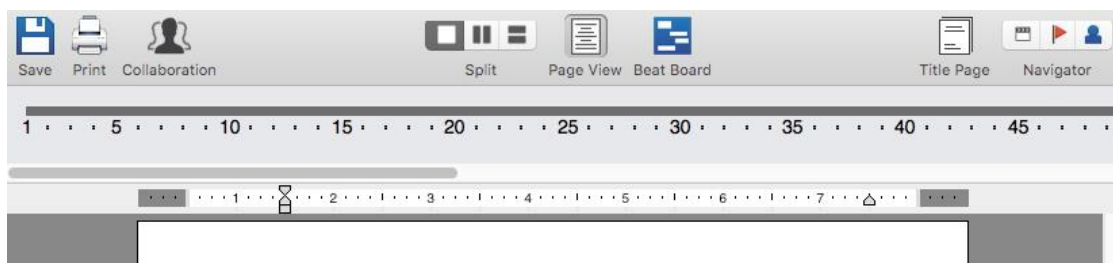 Save Print Collaboration Split Page View Beat Board Title Page Navigator
1 5 10 15 20 25 30 35 40 45
1 2 3 4 5 6 7